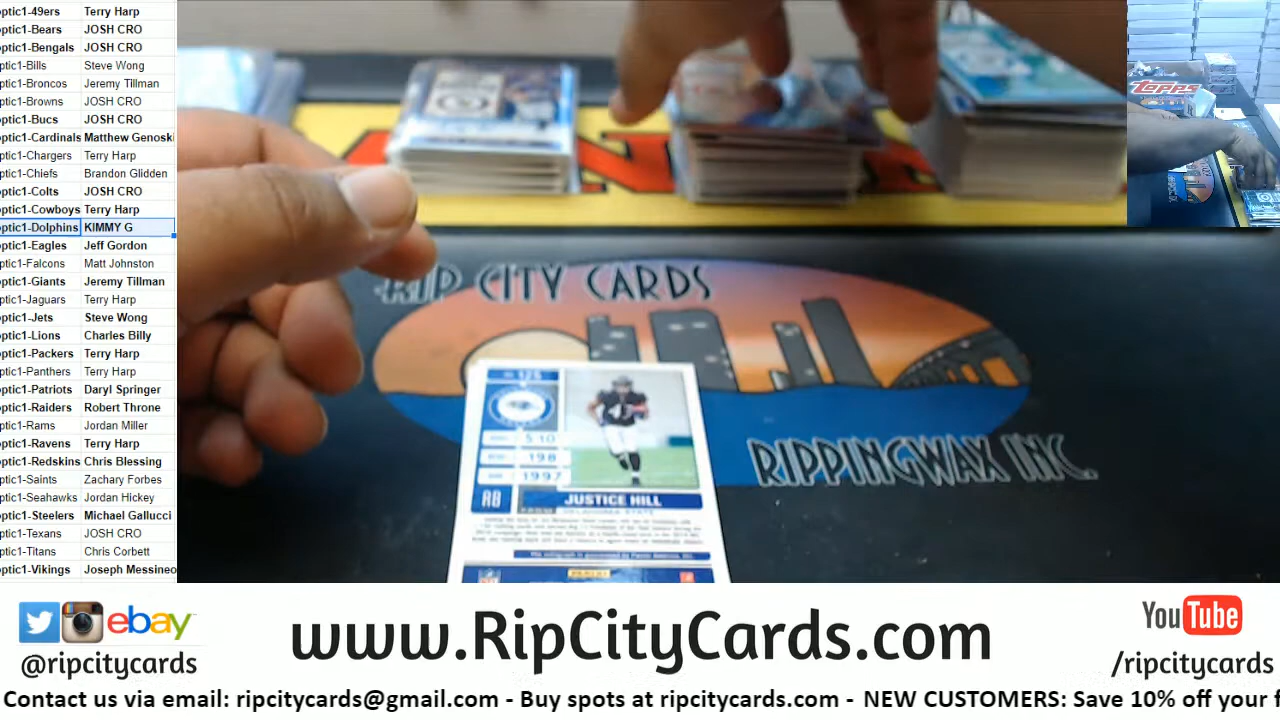 ptic1-49ers Terry Harp
ptic1-Bears JOSH CRO
ptic1-Bengals JOSH CRO
ptic1-Bills Steve Wong
ptic1-Broncos Jeremy Tillman
ptic1-Browns JOSH CRO
ptic1-Bucs JOSH CRO
ptic1-Cardinals Matthew Genoski
ptic1-Chargers Terry Harp
ptic1-Chiefs Brandon Glidden
ptic1-Colts JOSH CRO
ptic1-Cowboys Terry Harp
ptic1-Dolphins KIMMY G
ptic1-Eagles Jeff Gordon
ptic1-Falcons Matt Johnston
ptic1-Giants Jeremy Tillman
ptic1-Jaguars Terry Harp
ptic1-Jets Steve Wong
ptic1-Lions Charles Billy
ptic1-Packers Terry Harp
ptic1-Panthers Terry Harp
ptic1-Patriots Daryl Springer
ptic1-Raiders Robert Throne
ptic1-Rams Jordan Miller
ptic1-Ravens Terry Harp
ptic1-Redskins Chris Blessing
ptic1-Saints Zachary Forbes
ptic1-Seahawks Jordan Hickey
ptic1-Steelers Michael Gallucci
ptic1-Texans JOSH CRO
ptic1-Titans Chris Corbett
ptic1-Vikings Joseph Messineo
Topps
RIP CITY CARDS
RIPPINGWAX INC.
125
5'10
198
1997
RB
JUSTICE HILL
OKLAHOMA STATE
NFL
PANINI
ebay
@ripcitycards
www.RipCityCards.com
YouTube
/ripcitycards
Contact us via email: ripcitycards@gmail.com - Buy spots at ripcitycards.com - NEW CUSTOMERS: Save 10% off your f